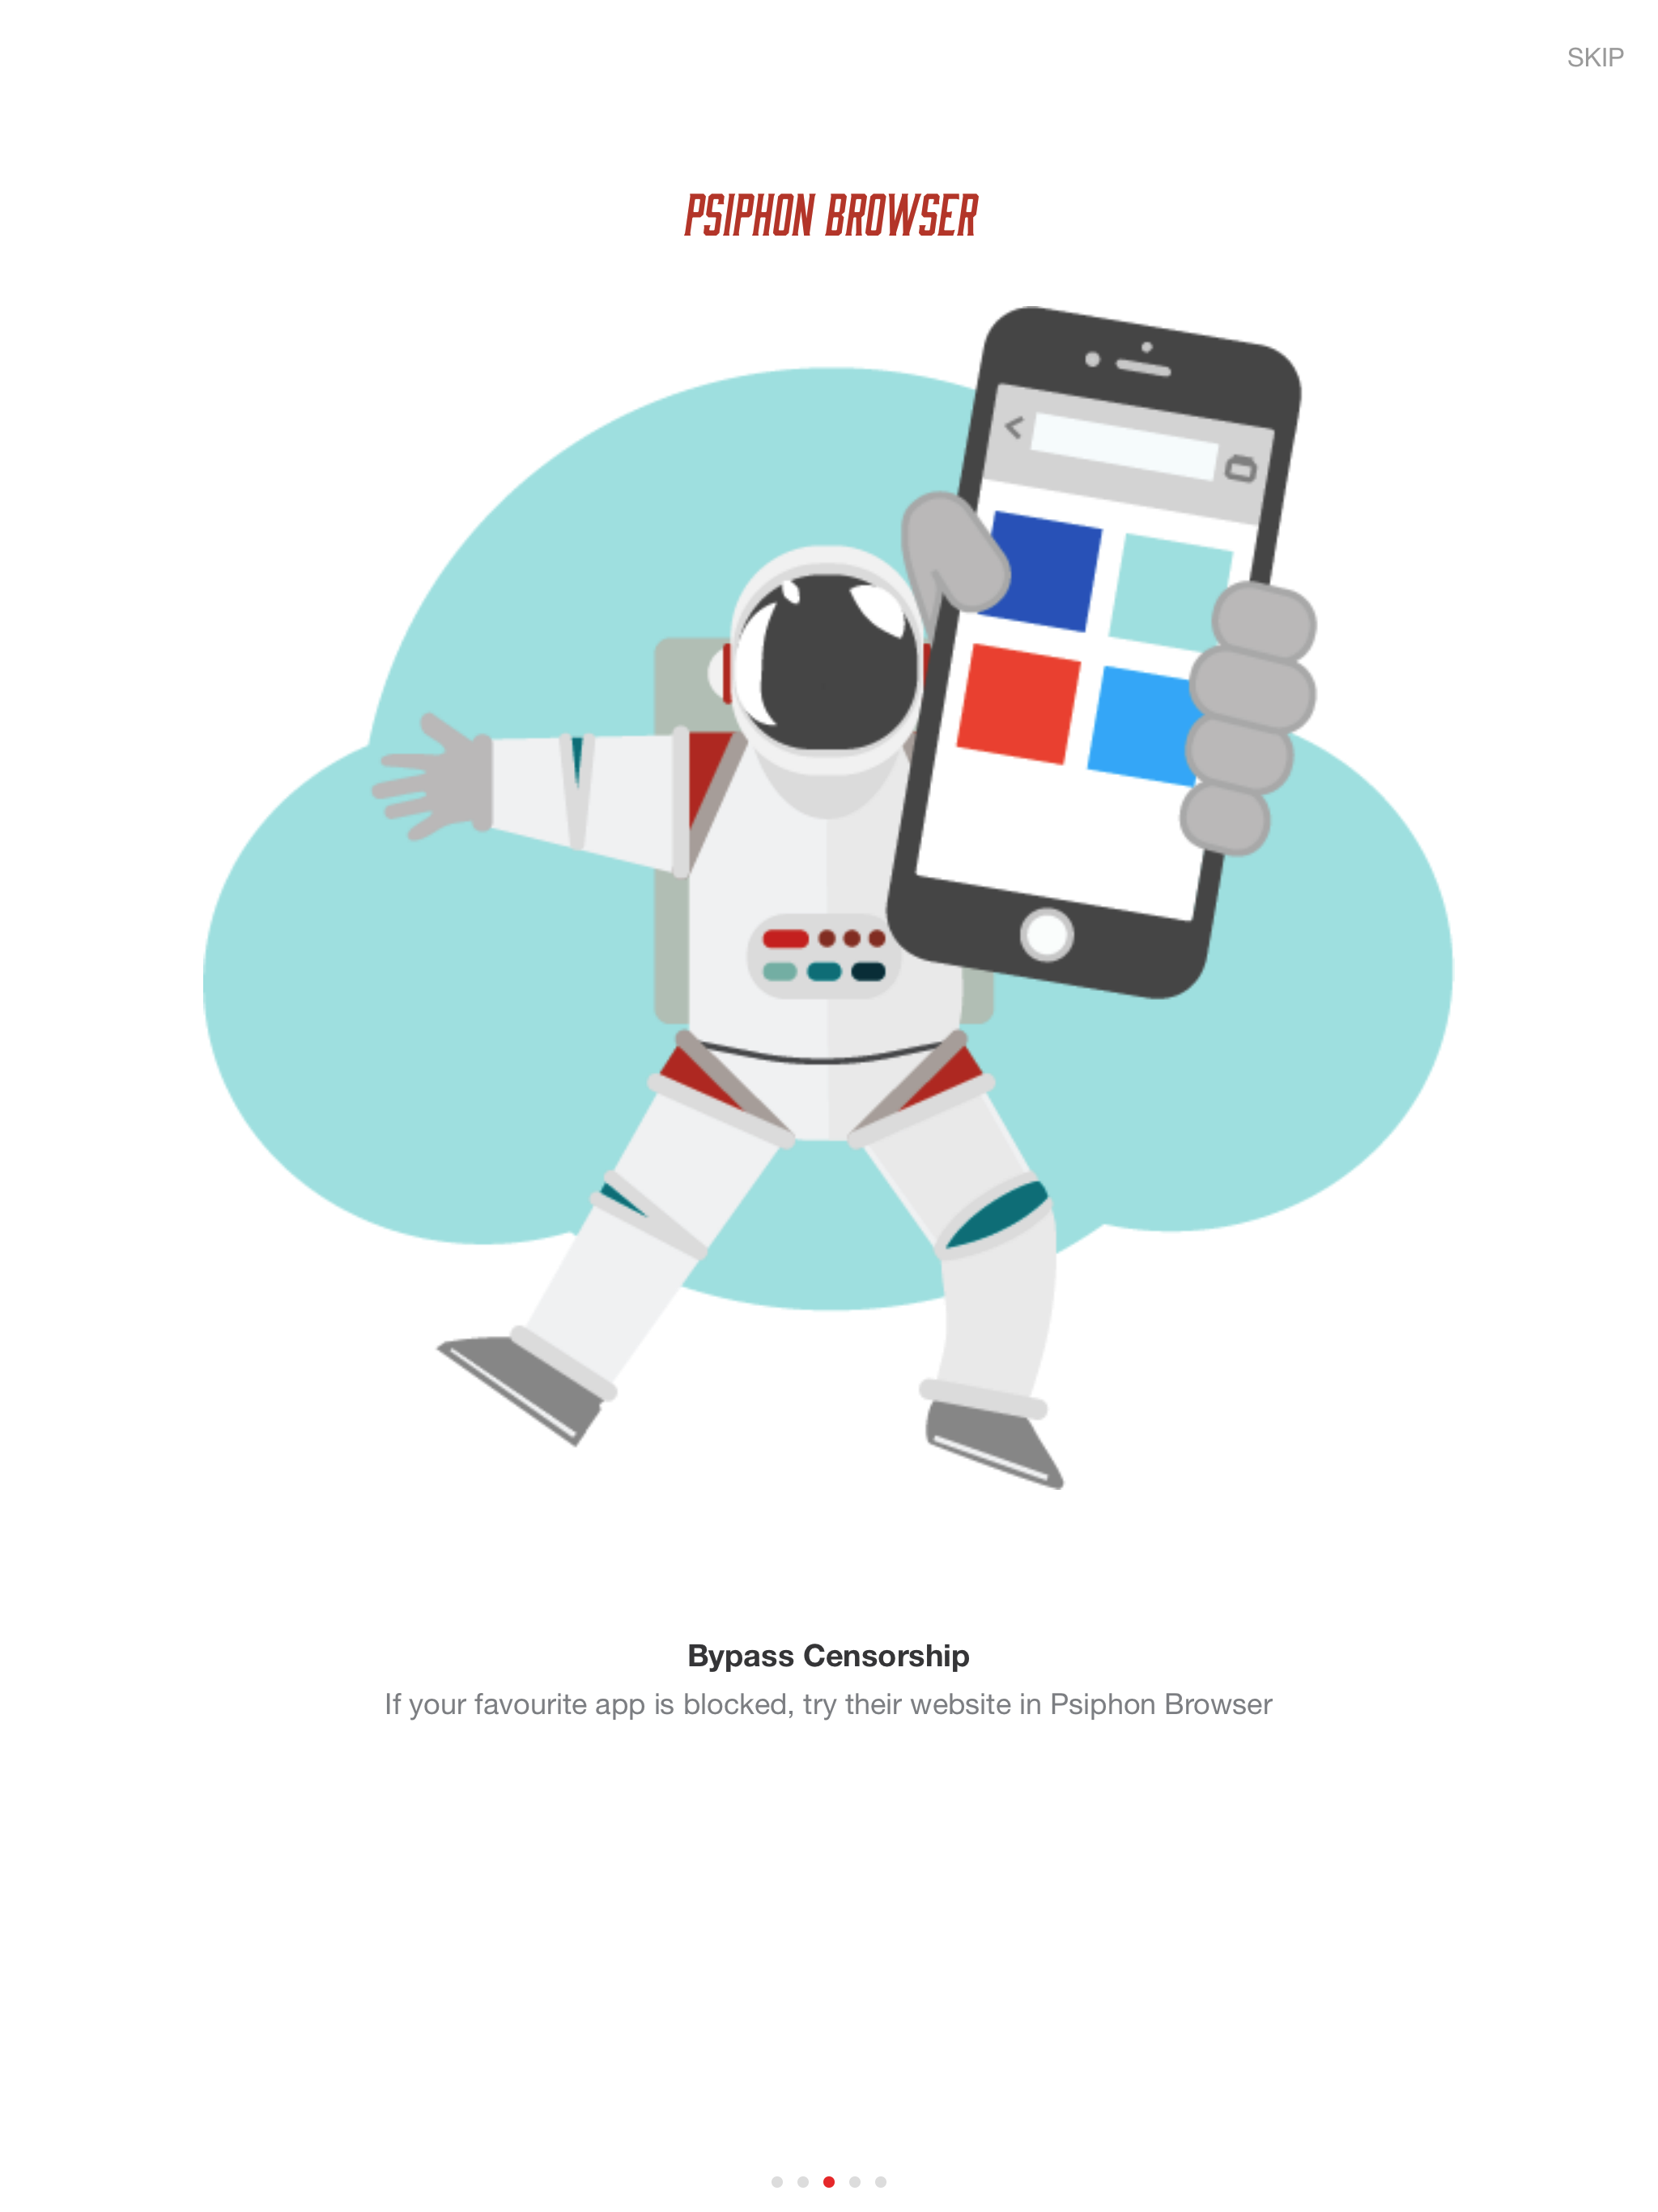 SKIP
PSIPHON BROWSER
Bypass Censorship
If your favourite app is blocked, try their website in Psiphon Browser